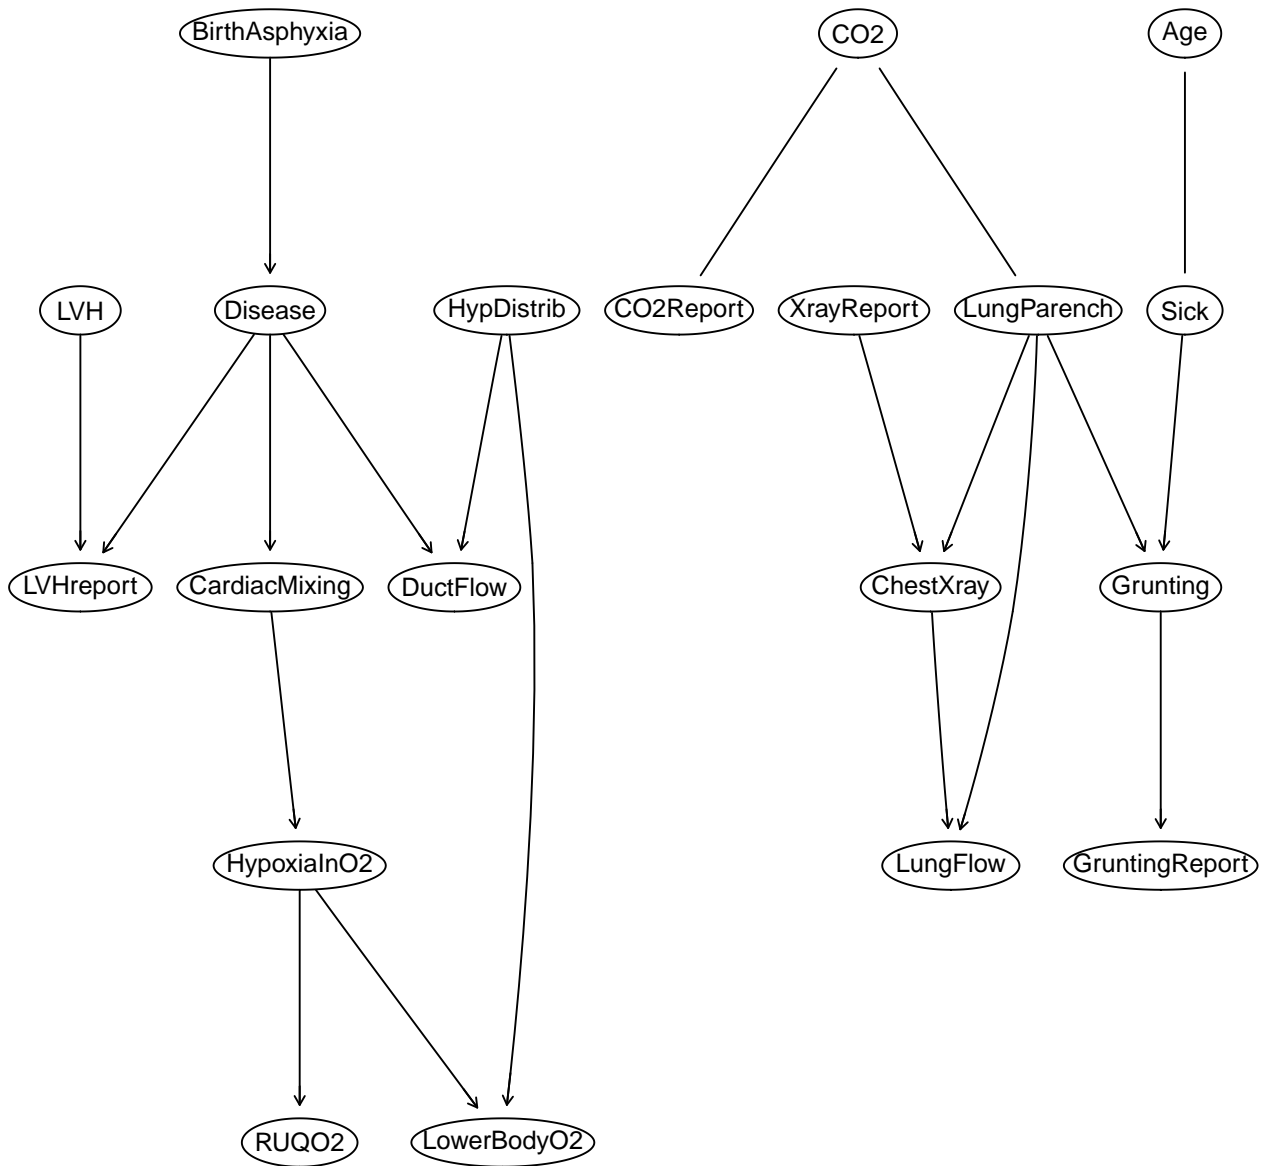 BirthAsphyxia
CO2
Age
LVH
Disease
HypDistrib
CO2Report
XrayReport
LungParench
Sick
LVHreport
CardiacMixing
DuctFlow
ChestXray
Grunting
HypoxiaInO2
LungFlow
GruntingReport
RUQO2
LowerBodyO2